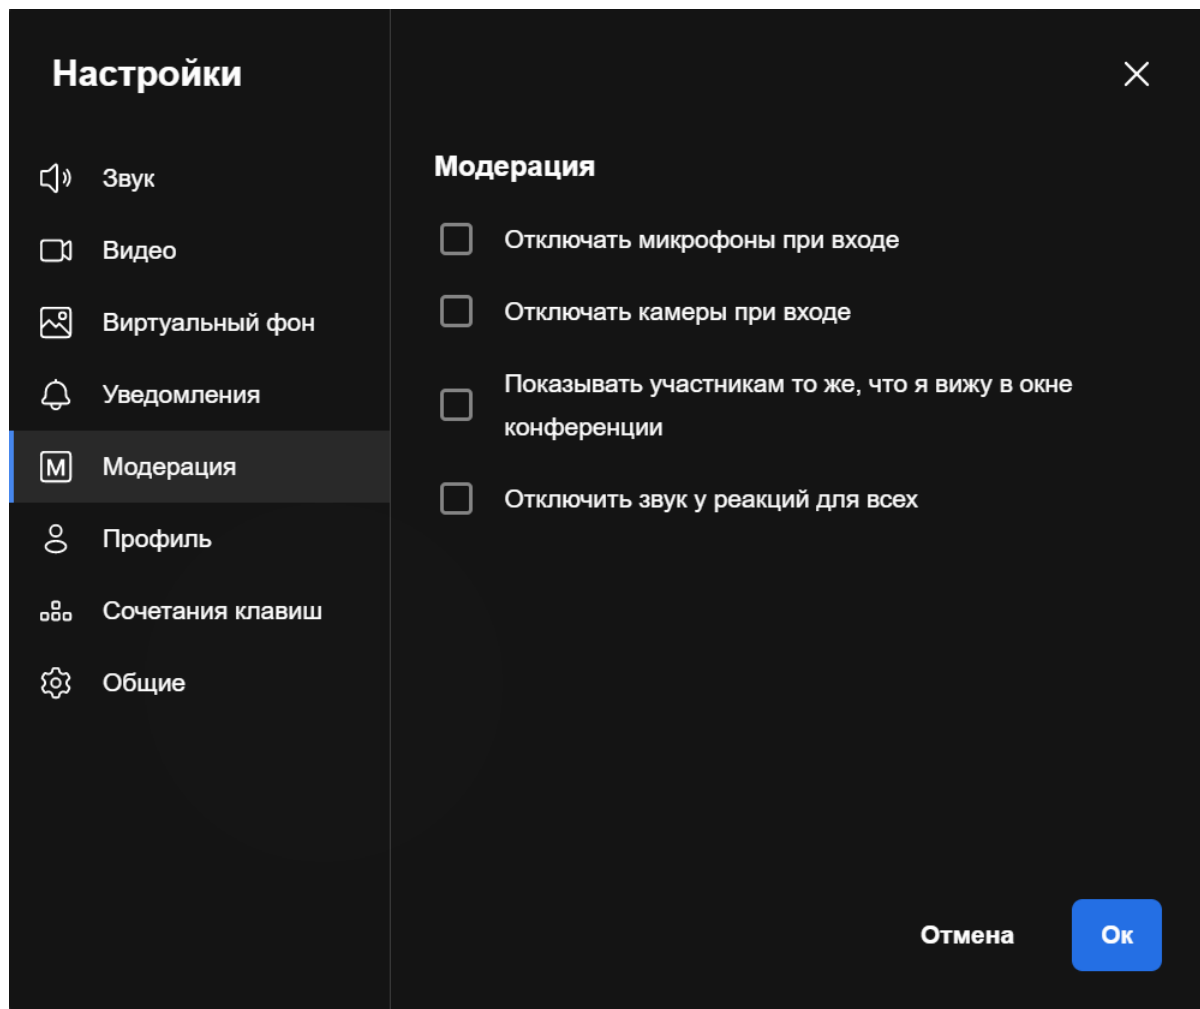 Настройки
Звук
Видео
Виртуальный фон
Уведомления
M Модерация
Профиль
Сочетания клавиш
Общие
Модерация
Отключать микрофоны при входе
Отключать камеры при входе
Показывать участникам то же, что я вижу в окне
конференции
Отключить звук у реакций для всех
Отмена
Ок